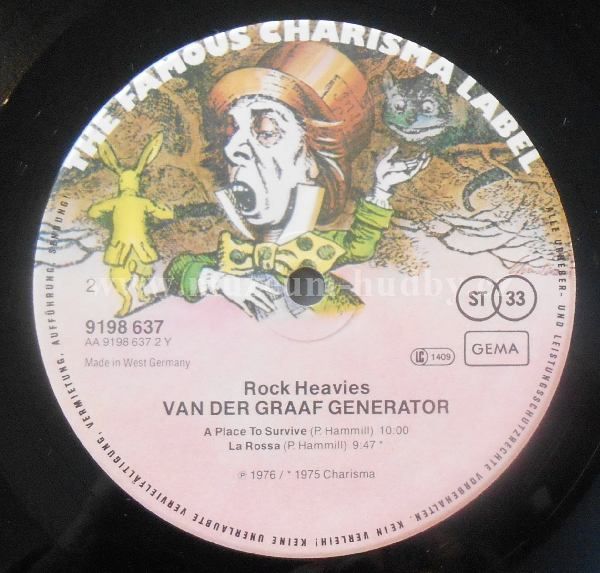 THE FAMOUS CHARISMA LABEL
2
9198 637
AA 9198 637 2 Y
Made in West Germany
ST 33
LC 1409
GEMA
Rock Heavies
VAN DER GRAAF GENERATOR
A Place To Survive (P. Hammill) 10:00
La Rossa (P. Hammill) 9:47 *
℗ 1976 / * 1975 Charisma
ALLE URHEBER- UND LEISTUNGSSCHUTZRECHTE VORBEHALTEN. KEIN VERLEIH! KEINE UNERLAUBTE VERVIELFÄLTIGUNG, VERMIETUNG, AUFFÜHRUNG, SENDUNG!